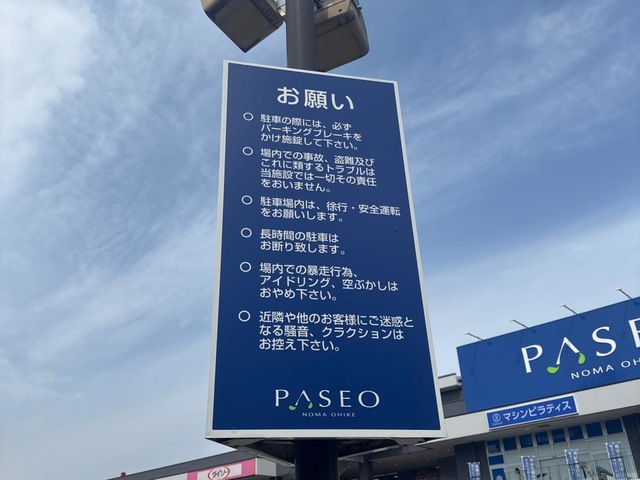 お願い
○ 駐車の際には、必ず
パーキングブレーキを
かけ施錠して下さい。
○ 場内での事故、盗難及び
これに類するトラブルは
当施設では一切その責任
をおいません。
○ 駐車場内は、徐行・安全運転
をお願いします。
○ 長時間の駐車は
お断り致します。
○ 場内での暴走行為、
アイドリング、空ぶかしは
おやめ下さい。
○ 近隣や他のお客様にご迷惑と
なる騒音、クラクションは
お控え下さい。
PASEO
NOMA OHIKE
PASEO
NOMA OHIKE
マシンピラティス
ダイソー